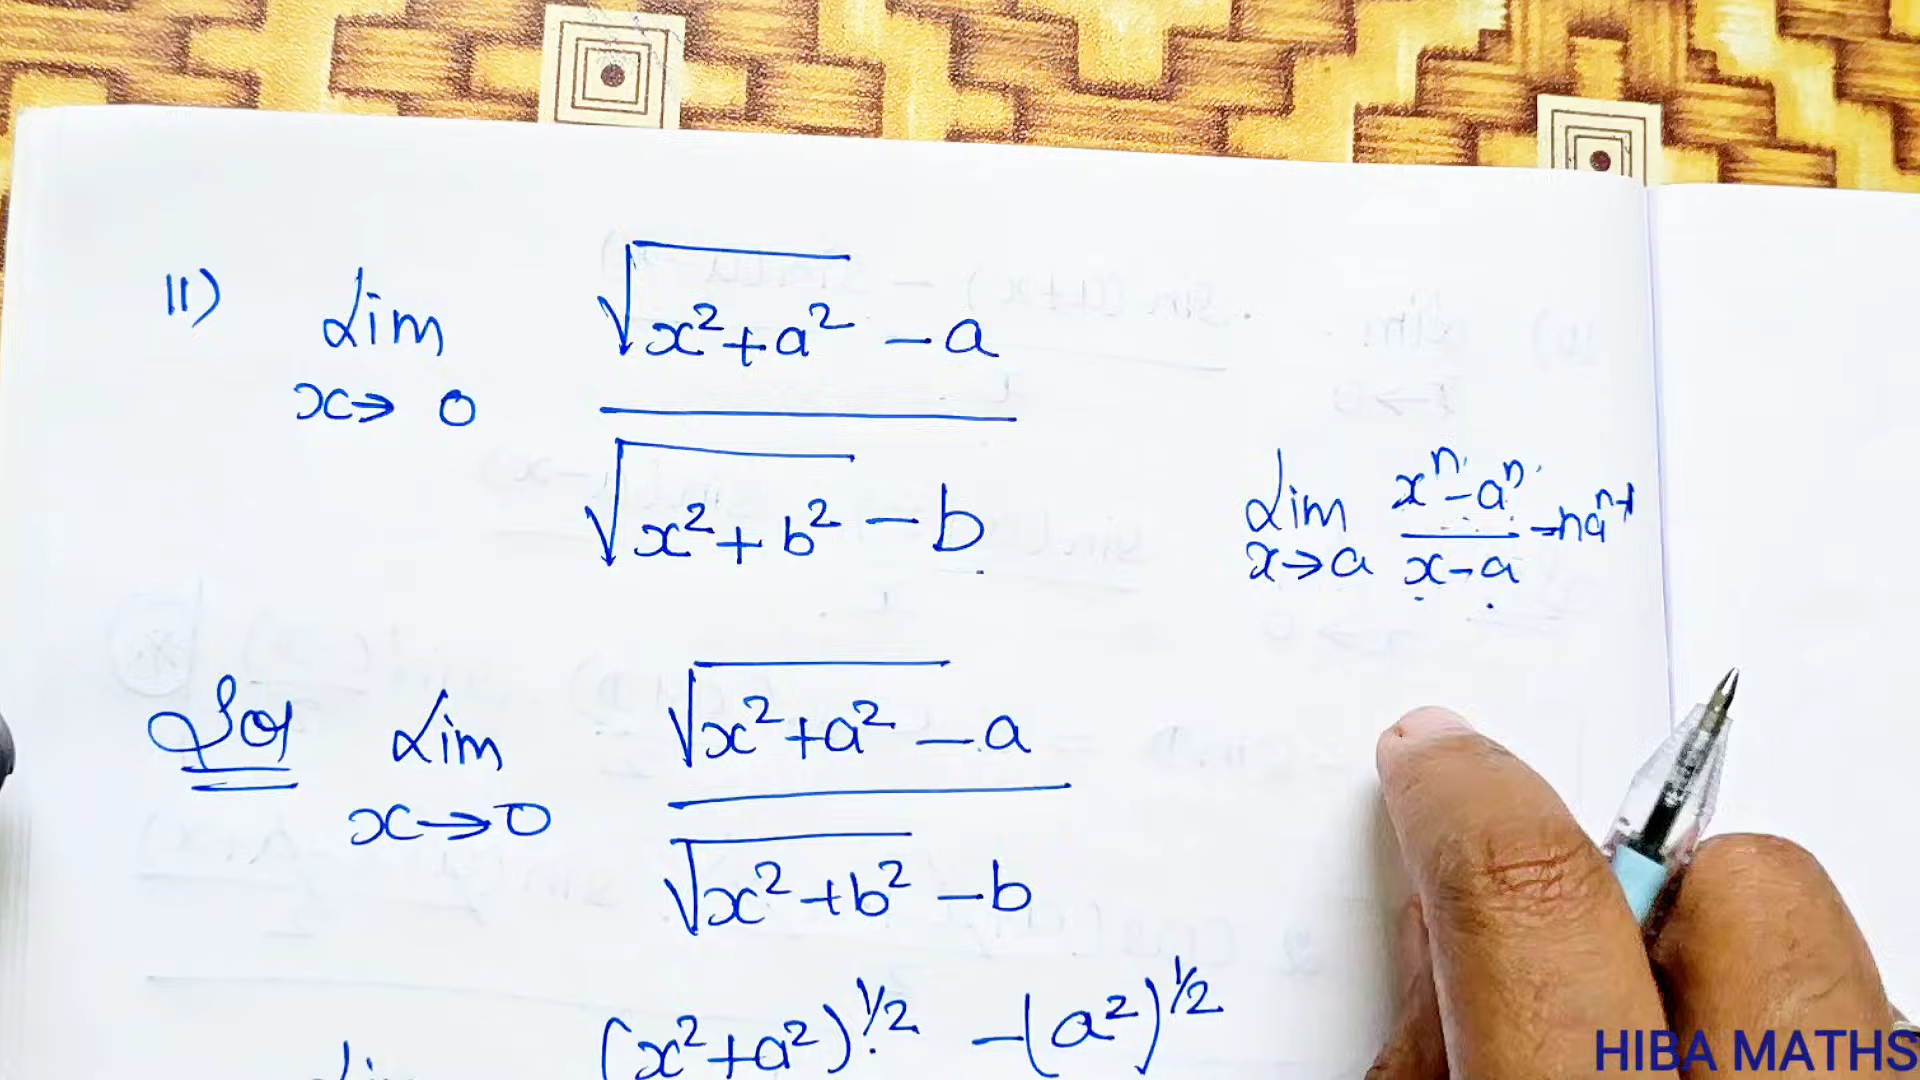 11) Lim x→0 √x²+a² - a / √x²+b² - b
Lim x→a xⁿ-aⁿ / x-a = naⁿ⁻¹
Sol Lim x→0 √x²+a² - a / √x²+b² - b
Lim (x²+a²)^1/2 - (a²)^1/2
HIBA MATHS